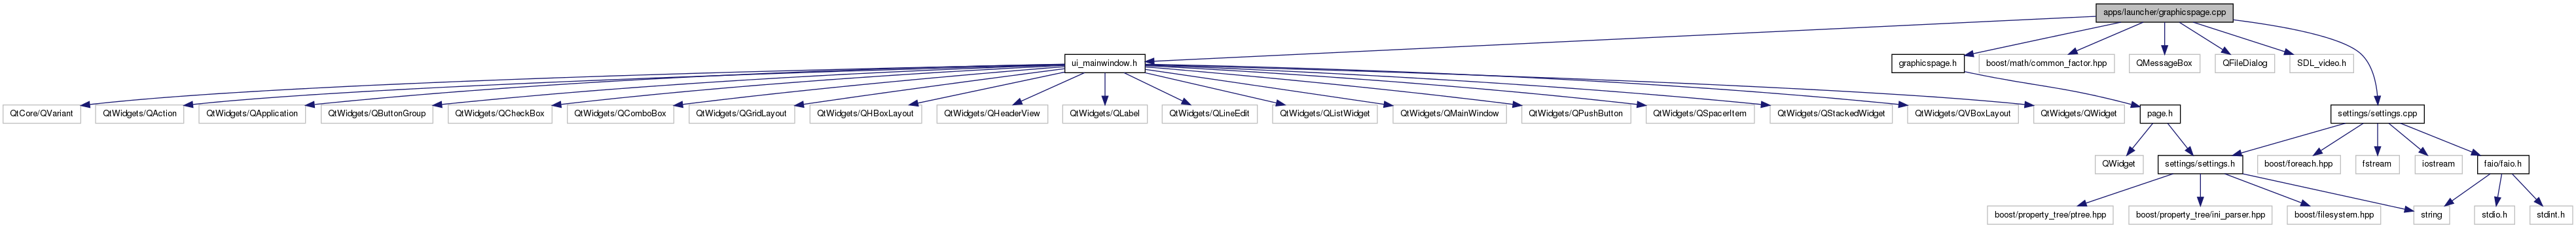 apps/launcher/graphicspage.cpp
ui_mainwindow.h
graphicspage.h
boost/math/common_factor.hpp
QMessageBox
QFileDialog
SDL_video.h
QtCore/QVariant
QtWidgets/QAction
QtWidgets/QApplication
QtWidgets/QButtonGroup
QtWidgets/QCheckBox
QtWidgets/QComboBox
QtWidgets/QGridLayout
QtWidgets/QHBoxLayout
QtWidgets/QHeaderView
QtWidgets/QLabel
QtWidgets/QLineEdit
QtWidgets/QListWidget
QtWidgets/QMainWindow
QtWidgets/QPushButton
QtWidgets/QSpacerItem
QtWidgets/QStackedWidget
QtWidgets/QVBoxLayout
QtWidgets/QWidget
page.h
settings/settings.cpp
QWidget
settings/settings.h
boost/foreach.hpp
fstream
iostream
faio/faio.h
boost/property_tree/ptree.hpp
boost/property_tree/ini_parser.hpp
boost/filesystem.hpp
string
stdio.h
stdint.h